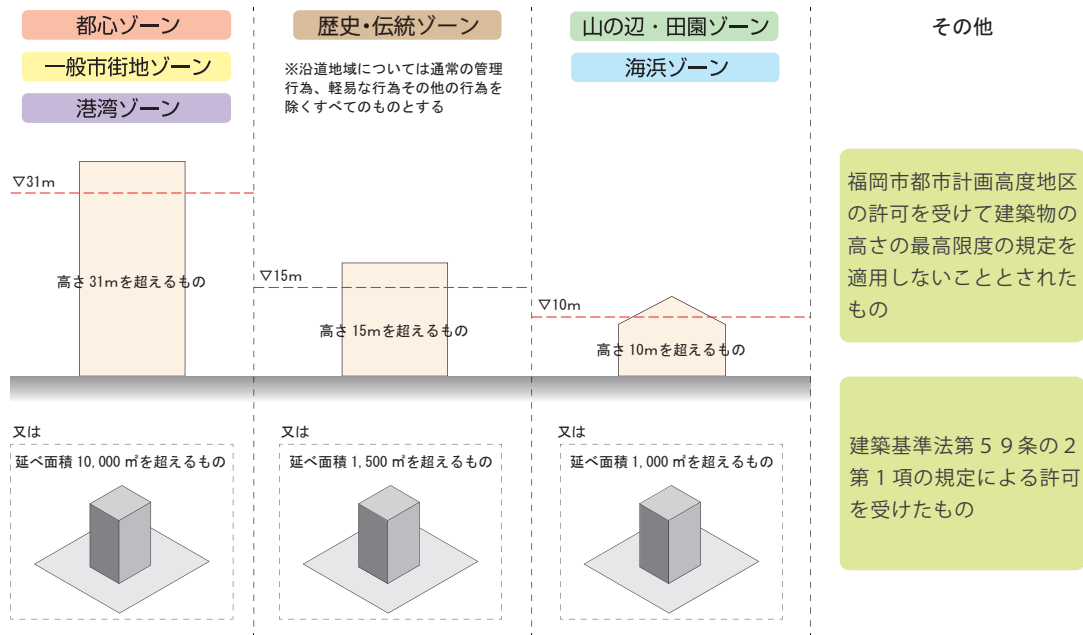 都心ゾーン
一般市街地ゾーン
港湾ゾーン
▽31m
高さ31mを超えるもの
又は
延べ面積10,000㎡を超えるもの
歴史・伝統ゾーン
※沿道地域については通常の管理
行為、軽易な行為その他の行為を
除くすべてのものとする
▽15m
高さ15mを超えるもの
又は
延べ面積1,500㎡を超えるもの
山の辺・田園ゾーン
海浜ゾーン
▽10m
高さ10mを超えるもの
又は
延べ面積1,000㎡を超えるもの
その他
福岡市都市計画高度地区
の許可を受けて建築物の
高さの最高限度の規定を
適用しないこととされた
もの
建築基準法第５９条の２
第１項の規定による許可
を受けたもの